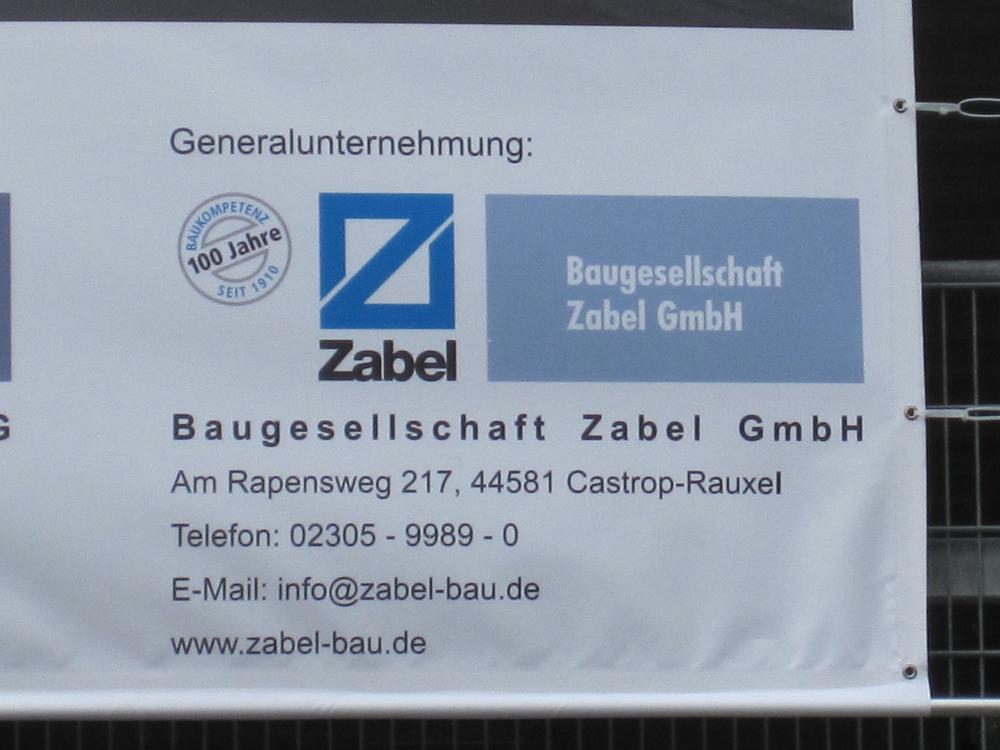 Generalunternehmung:
BAUKOMPETENZ
100 Jahre
SEIT 1910
Zabel
Baugesellschaft
Zabel GmbH
G
Baugesellschaft Zabel GmbH
Am Rapensweg 217, 44581 Castrop-Rauxel
Telefon: 02305 - 9989 - 0
E-Mail: info@zabel-bau.de
www.zabel-bau.de